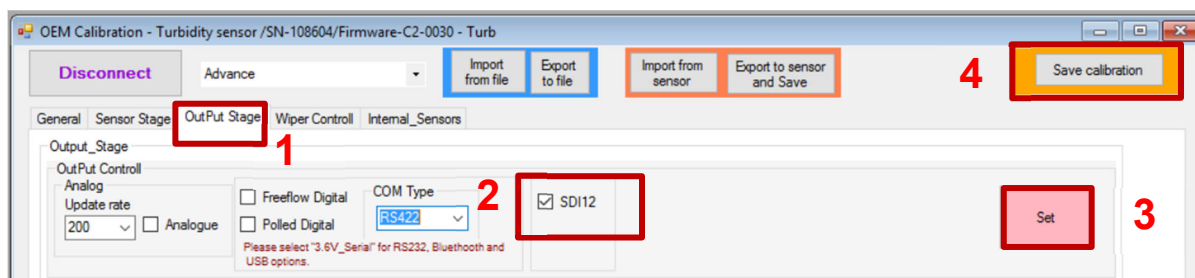 OEM Calibration - Turbidity sensor /SN-108604/Firmware-C2-0030 - Turb
Disconnect
Advance
Import from file
Export to file
Import from sensor
Export to sensor and Save
4
Save calibration
General
Sensor Stage
OutPut Stage
Wiper Controll
Internal_Sensors
1
Output_Stage
OutPut Controll
Analog
Update rate
200
Analogue
Freeflow Digital
Polled Digital
COM Type
RS422
Please select "3.6V_Serial" for RS232, Bluethooth and
USB options.
2
SDI12
Set
3